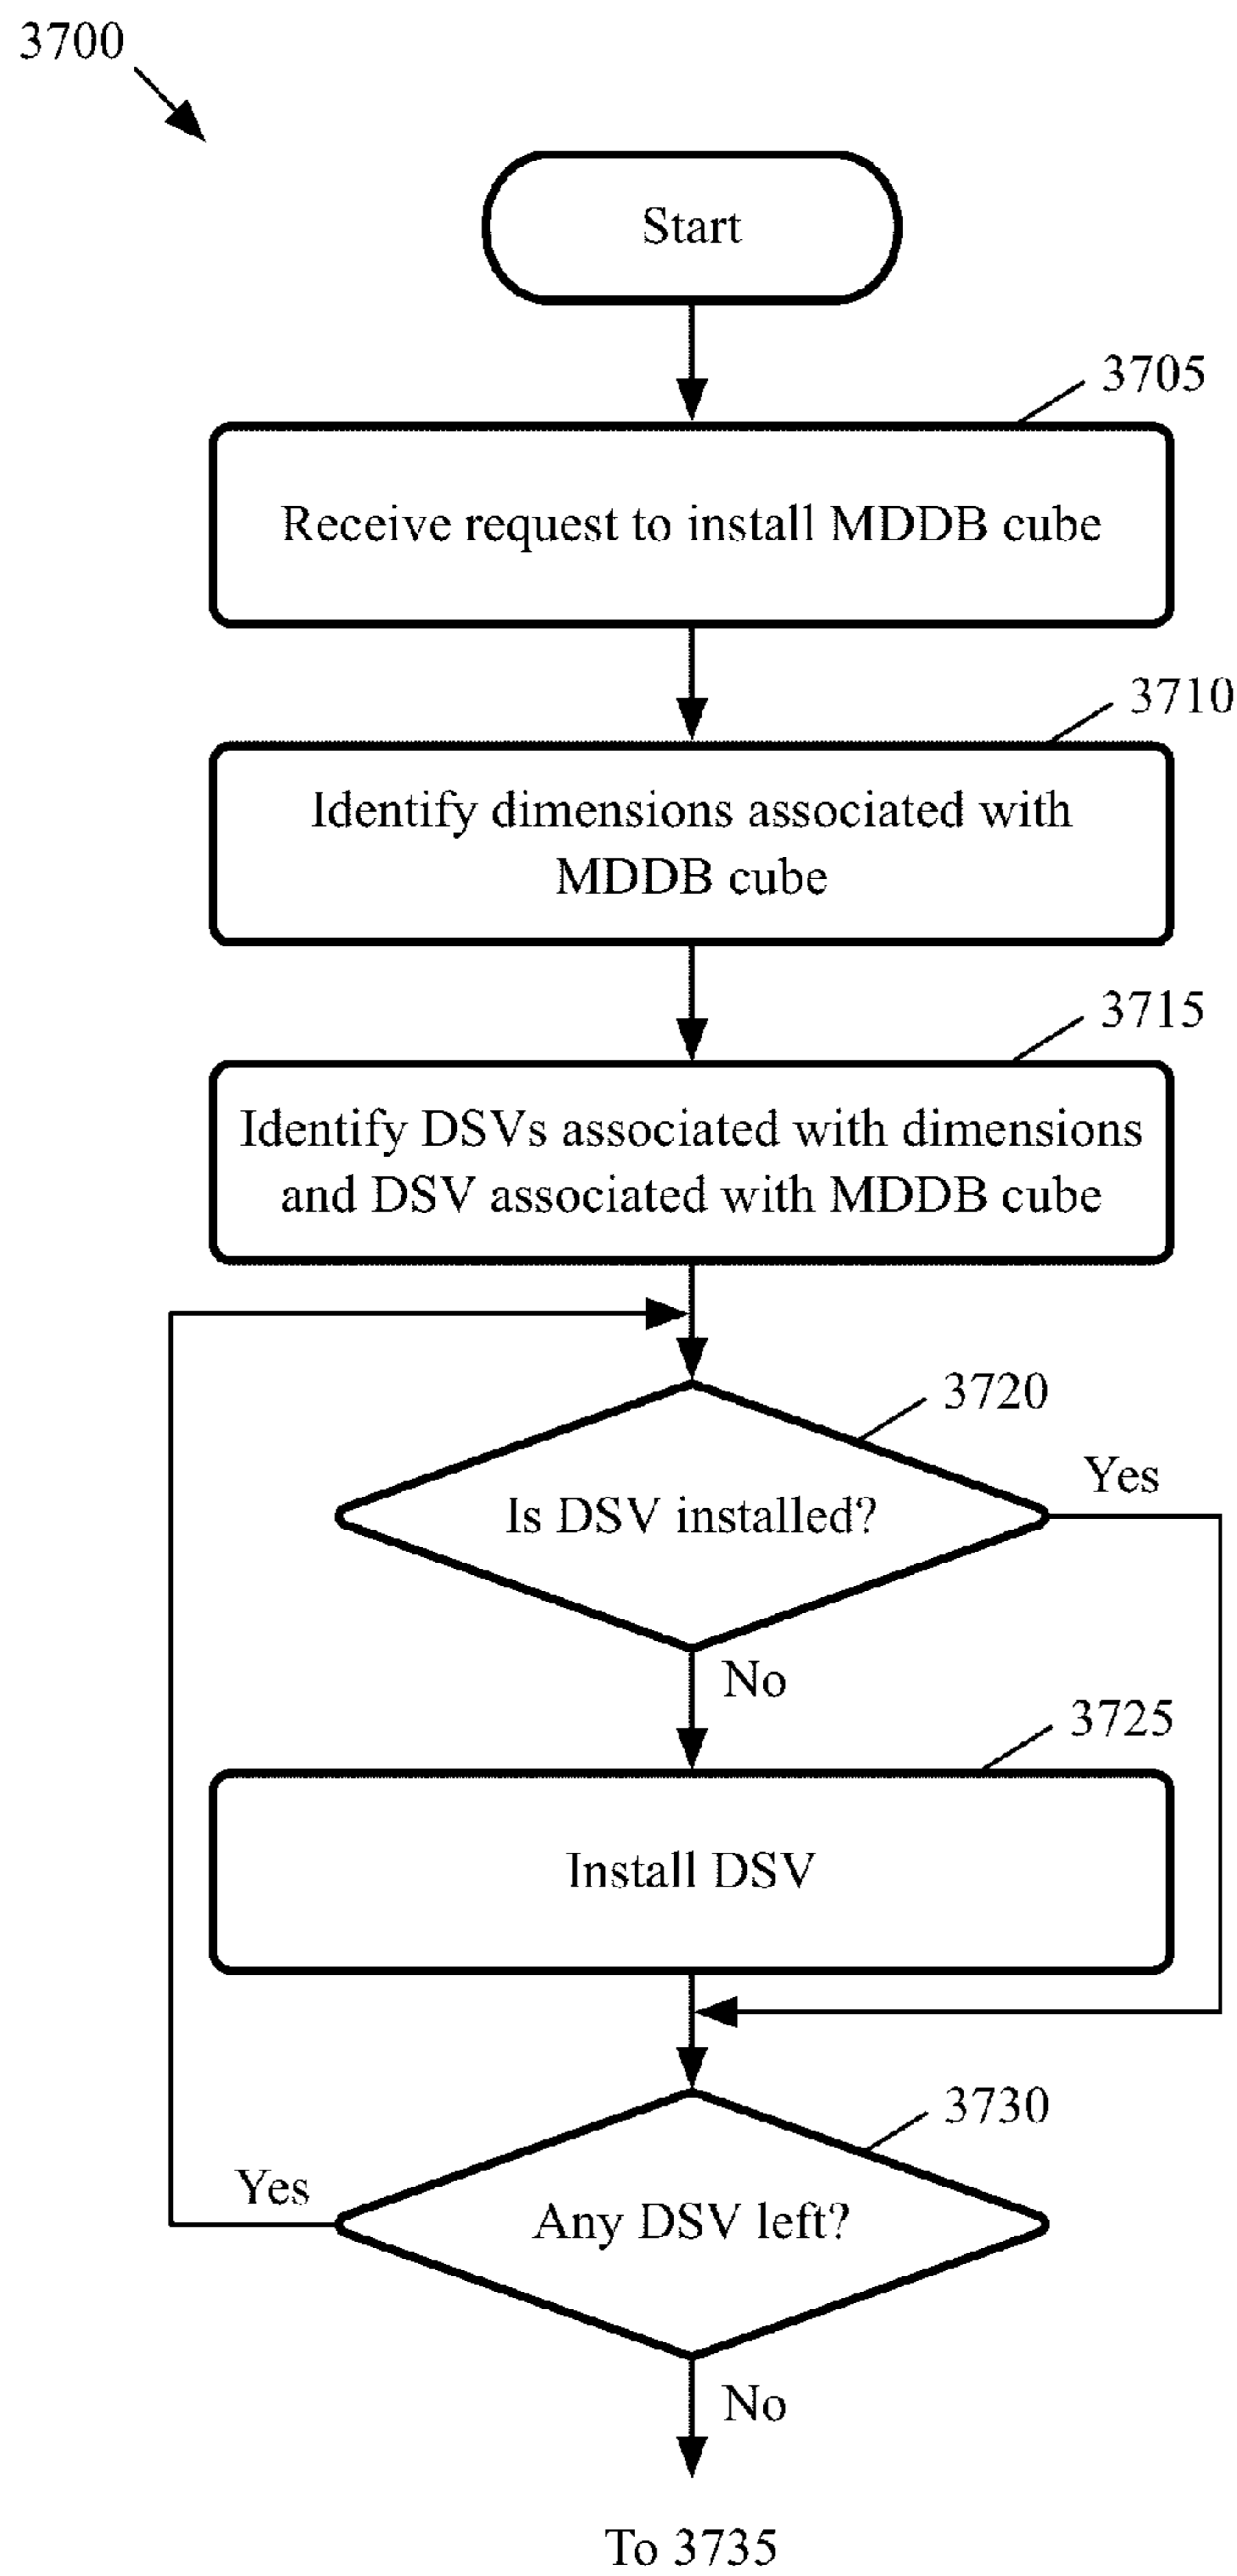 3700
Start
3705
Receive request to install MDDB cube
3710
Identify dimensions associated with
MDDB cube
3715
Identify DSVs associated with dimensions
and DSV associated with MDDB cube
3720
Is DSV installed?
Yes
No
3725
Install DSV
3730
Any DSV left?
Yes
No
To 3735